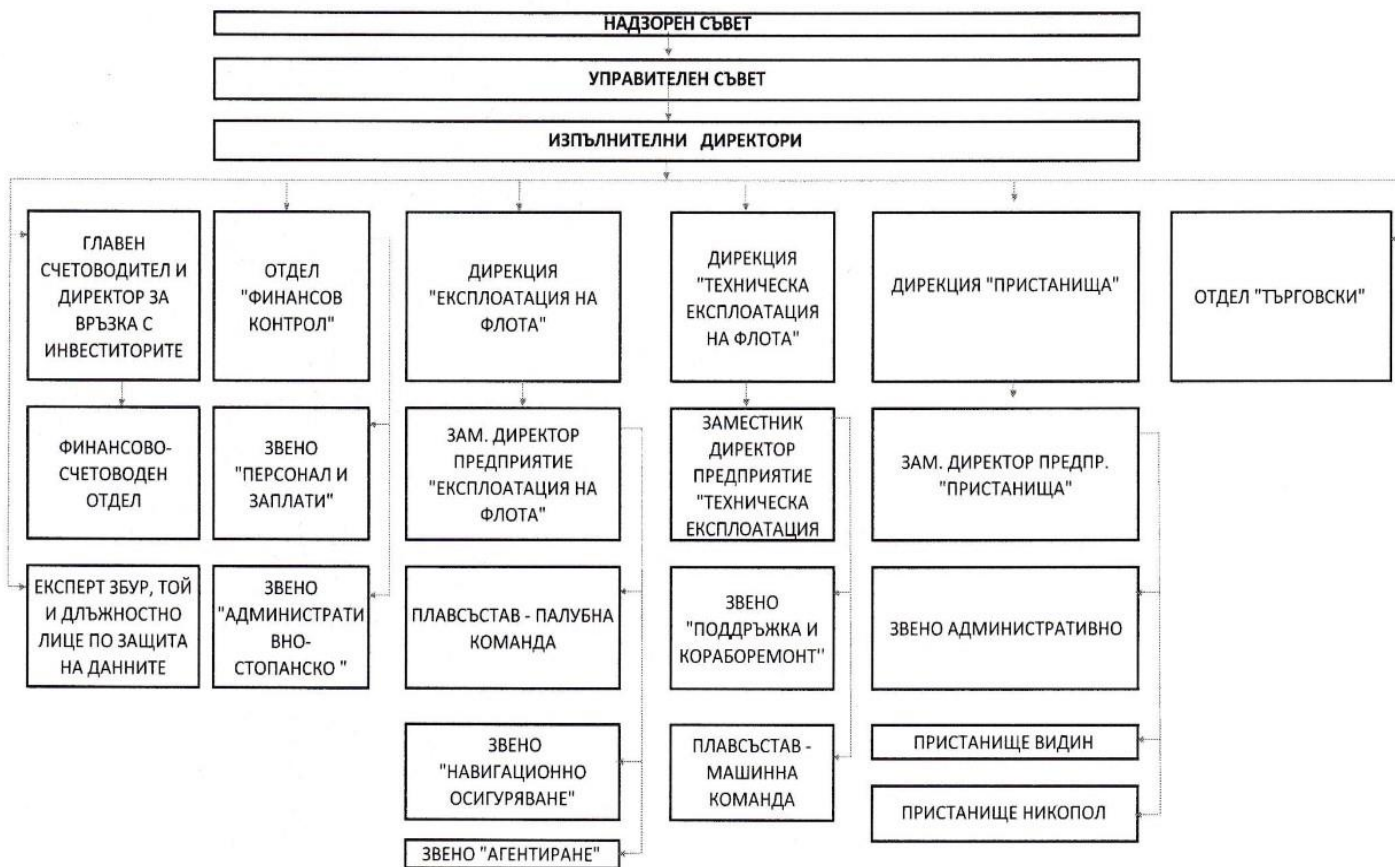 НАДЗОРЕН СЪВЕТ
УПРАВИТЕЛЕН СЪВЕТ
ИЗПЪЛНИТЕЛНИ ДИРЕКТОРИ
ГЛАВЕН
СЧЕТОВОДИТЕЛ И
ДИРЕКТОР ЗА
ВРЪЗКА С
ИНВЕСТИТОРИТЕ
ОТДЕЛ
"ФИНАНСОВ
КОНТРОЛ"
ДИРЕКЦИЯ
"ЕКСПЛОАТАЦИЯ НА
ФЛОТА"
ДИРЕКЦИЯ
"ТЕХНИЧЕСКА
ЕКСПЛОАТАЦИЯ
НА ФЛОТА"
ДИРЕКЦИЯ "ПРИСТАНИЩА"
ОТДЕЛ "ТЪРГОВСКИ"
ФИНАНСОВО-
СЧЕТОВОДЕН
ОТДЕЛ
ЗВЕНО
"ПЕРСОНАЛ И
ЗАПЛАТИ"
ЗАМ. ДИРЕКТОР
ПРЕДПРИЯТИЕ
"ЕКСПЛОАТАЦИЯ НА
ФЛОТА"
ЗАМЕСТНИК
ДИРЕКТОР
ПРЕДПРИЯТИЕ
"ТЕХНИЧЕСКА
ЕКСПЛОАТАЦИЯ
ЗАМ. ДИРЕКТОР ПРЕДПР.
"ПРИСТАНИЩА"
ЕКСПЕРТ ЗБУР, ТОЙ
И ДЛЪЖНОСТНО
ЛИЦЕ ПО ЗАЩИТА
НА ДАННИТЕ
ЗВЕНО
"АДМИНИСТРАТИ
ВНО-
СТОПАНСКО "
ПЛАВСЪСТАВ - ПАЛУБНА
КОМАНДА
ЗВЕНО
"ПОДДРЪЖКА И
КОРАБОРЕМОНТ"
ЗВЕНО АДМИНИСТРАТИВНО
ЗВЕНО
"НАВИГАЦИОННО
ОСИГУРЯВАНЕ"
ПЛАВСЪСТАВ -
МАШИННА
КОМАНДА
ПРИСТАНИЩЕ ВИДИН
ПРИСТАНИЩЕ НИКОПОЛ
ЗВЕНО "АГЕНТИРАНЕ"